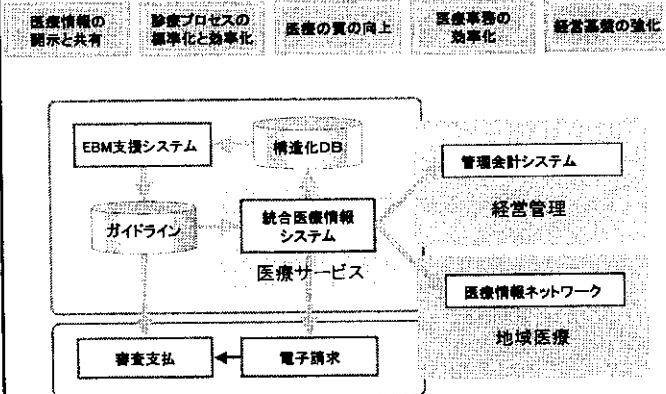 医療情報の
開示と共有
診療プロセスの
標準化と効率化
医療の質の向上
医療事務の
効率化
経営基盤の強化
EBM支援システム
構造化DB
管理会計システム
ガイドライン
統合医療情報
システム
経営管理
医療サービス
医療情報ネットワーク
地域医療
審査支払
電子請求